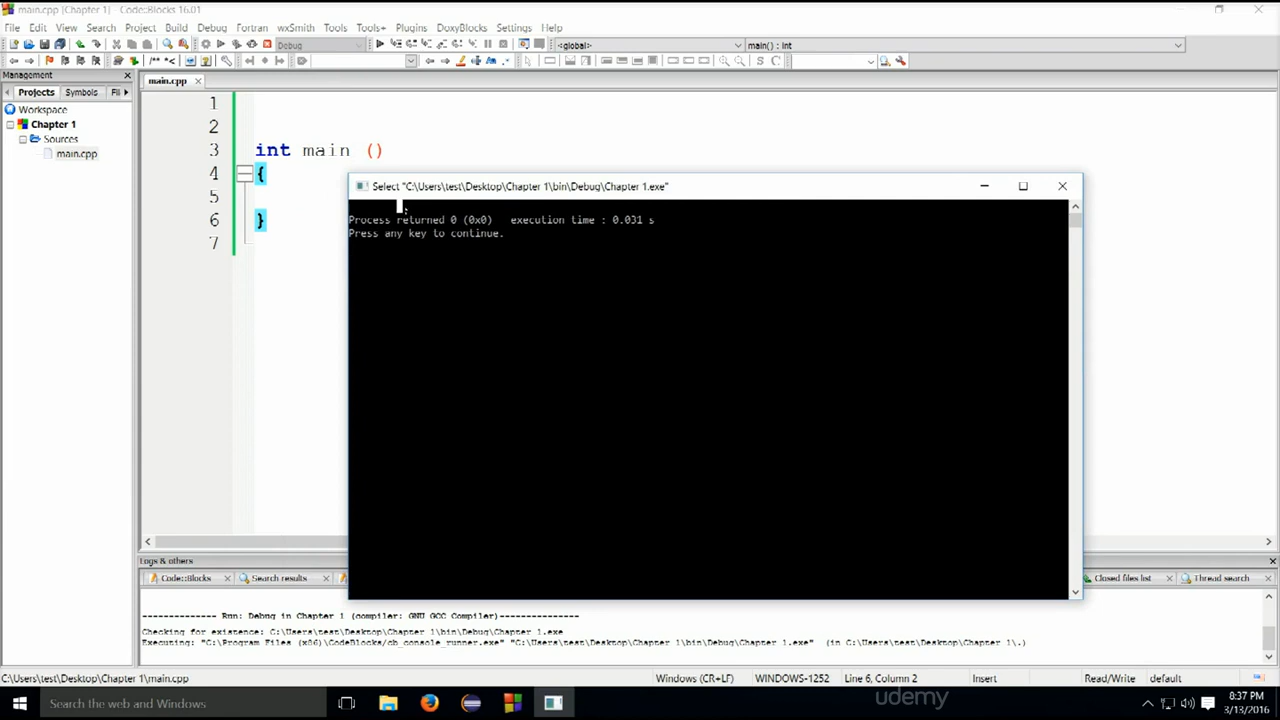 main.cpp [Chapter 1] - Code::Blocks 16.01
File Edit View Search Project Build Debug Fortran wxSmith Tools Tools+ Plugins DoxyBlocks Settings Help
Debug <global> main() : int
/** *< S C
Management
Projects Symbols Fil
main.cpp
Workspace
Chapter 1
Sources
main.cpp
1
2
3 int main ()
4 {
5
6 }
7
Select "C:\Users\test\Desktop\Chapter 1\bin\Debug\Chapter 1.exe"
Process returned 0 (0x0) execution time : 0.031 s
Press any key to continue.
Logs & others
Code::Blocks Search results Closed files list Thread search
-------------- Run: Debug in Chapter 1 (compiler: GNU GCC Compiler)---------------
Checking for existence: C:\Users\test\Desktop\Chapter 1\bin\Debug\Chapter 1.exe
Executing: "C:\Program Files (x86)\CodeBlocks/cb_console_runner.exe" "C:\Users\test\Desktop\Chapter 1\bin\Debug\Chapter 1.exe" (in C:\Users\test\Desktop\Chapter 1\.)
C:\Users\test\Desktop\Chapter 1\main.cpp Windows (CR+LF) WINDOWS-1252 Line 6, Column 2 Insert Read/Write default
Search the web and Windows
udemy
8:37 PM
3/13/2016